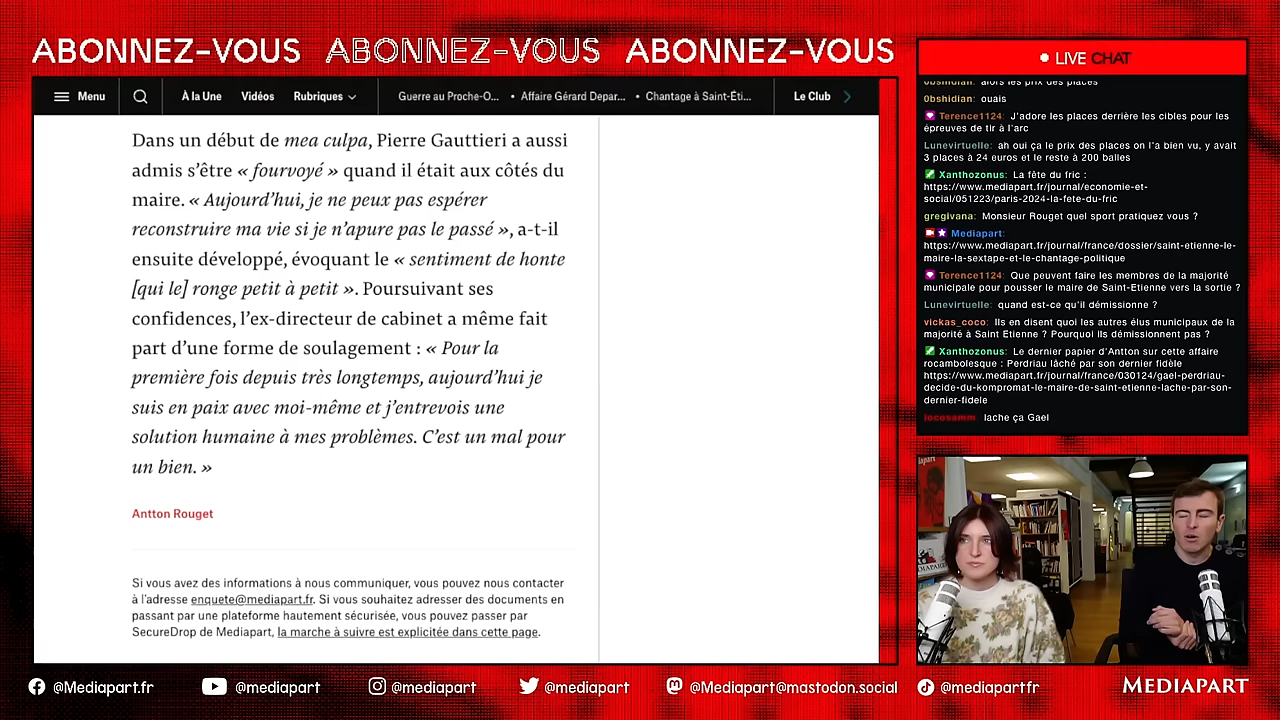 ABONNEZ-VOUS ABONNEZ-VOUS ABONNEZ-VOUS
Menu
À la Une
Vidéos
Rubriques
Guerre au Proche-O...
• Affaire Gérard Depar...
• Chantage à Saint-Éti...
Le Club
Dans un début de mea culpa, Pierre Gauttieri a aussi
admis s’être « fourvoyé » quand il était aux côtés du
maire. « Aujourd’hui, je ne peux pas espérer
reconstruire ma vie si je n’apure pas le passé », a-t-il
ensuite développé, évoquant le « sentiment de honte
[qui le] ronge petit à petit ». Poursuivant ses
confidences, l’ex-directeur de cabinet a même fait
part d’une forme de soulagement : « Pour la
première fois depuis très longtemps, aujourd’hui je
suis en paix avec moi-même et j’entrevois une
solution humaine à mes problèmes. C’est un mal pour
un bien. »
Antton Rouget
Si vous avez des informations à nous communiquer, vous pouvez nous contacter
à l’adresse enquete@mediapart.fr. Si vous souhaitez adresser des documents en
passant par une plateforme hautement sécurisée, vous pouvez passer par
SecureDrop de Mediapart, la marche à suivre est explicitée dans cette page.
LIVE CHAT
0bshidian: alors les prix des places
0bshidian: ouais
Terence1124: J'adore les places derrière les cibles pour les
épreuves de tir à l'arc
Lunevirtuelle: ah oui ça le prix des places on l'a bien vu, y avait
3 places à 24 euros et le reste à 200 balles
Xanthozonus: La fête du fric :
https://www.mediapart.fr/journal/economie-et-
social/051223/paris-2024-la-fete-du-fric
gregivana: Monsieur Rouget quel sport pratiquez vous ?
Mediapart:
https://www.mediapart.fr/journal/france/dossier/saint-etienne-le-
maire-la-sextape-et-le-chantage-politique
Terence1124: Que peuvent faire les membres de la majorité
municipale pour pousser le maire de Saint-Etienne vers la sortie ?
Lunevirtuelle: quand est-ce qu'il démissionne ?
vickas_coco: Ils en disent quoi les autres élus municipaux de la
majorité à Saint Etienne ? Pourquoi ils démissionnent pas ?
Xanthozonus: Le dernier papier d'Antton sur cette affaire
rocambolesque : Perdriau lâché par son dernier fidèle
https://www.mediapart.fr/journal/france/030124/gael-perdriau-
decide-du-kompromat-le-maire-de-saint-etienne-lache-par-son-
dernier-fidele
locosamm lache ça Gael
@Mediapart.fr
@mediapart
@mediapart
@mediapart
@Mediapart@mastodon.social
@mediapartfr
MEDIAPART